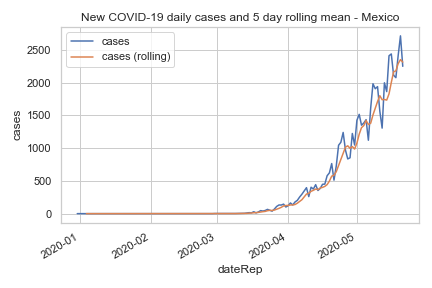 New COVID-19 daily cases and 5 day rolling mean - Mexico
cases
cases (rolling)
2500
2000
1500
1000
500
0
cases
2020-01
2020-02
2020-03
2020-04
2020-05
dateRep